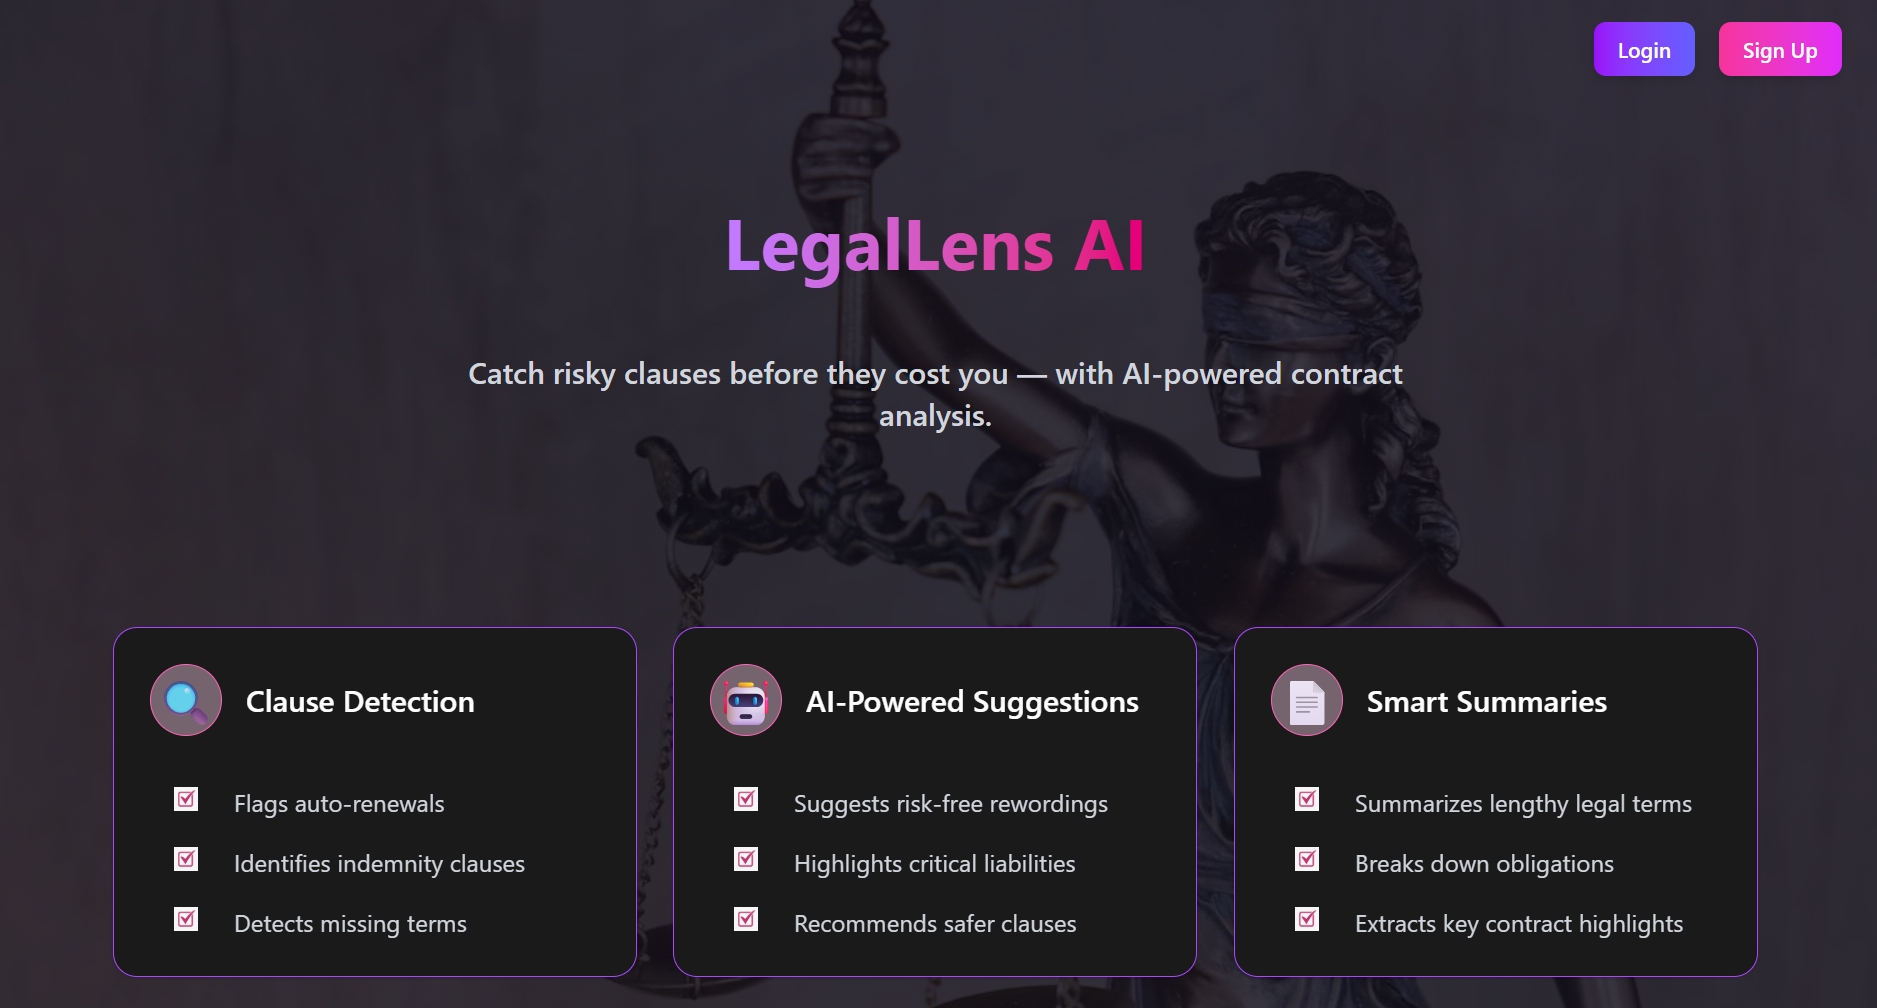 Login
Sign Up
LegalLens AI
Catch risky clauses before they cost you — with AI-powered contract
analysis.
Clause Detection
Flags auto-renewals
Identifies indemnity clauses
Detects missing terms
AI-Powered Suggestions
Suggests risk-free rewordings
Highlights critical liabilities
Recommends safer clauses
Smart Summaries
Summarizes lengthy legal terms
Breaks down obligations
Extracts key contract highlights